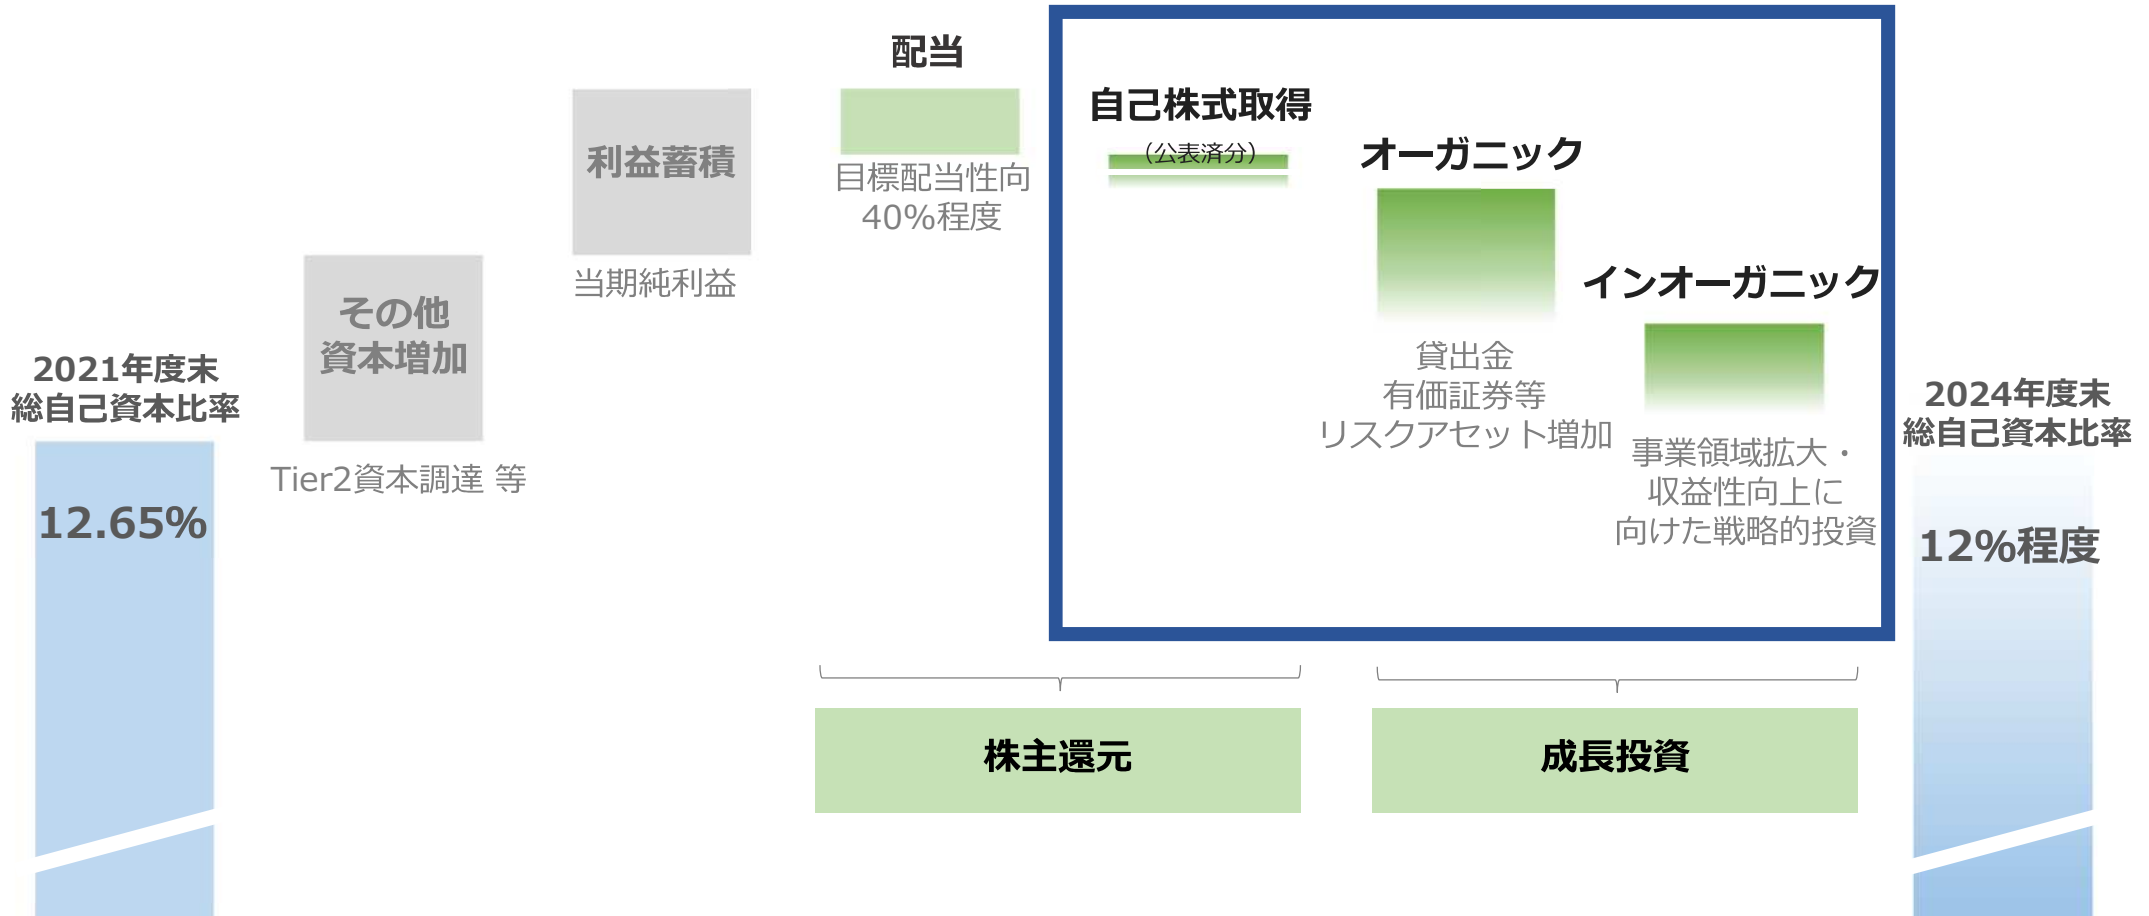 2021年度末
総自己資本比率
12.65%
その他
資本増加
Tier2資本調達 等
利益蓄積
当期純利益
配当
目標配当性向
40%程度
自己株式取得
（公表済分）
オーガニック
貸出金
有価証券等
リスクアセット増加
インオーガニック
事業領域拡大・
収益性向上に
向けた戦略的投資
2024年度末
総自己資本比率
12%程度
株主還元
成長投資